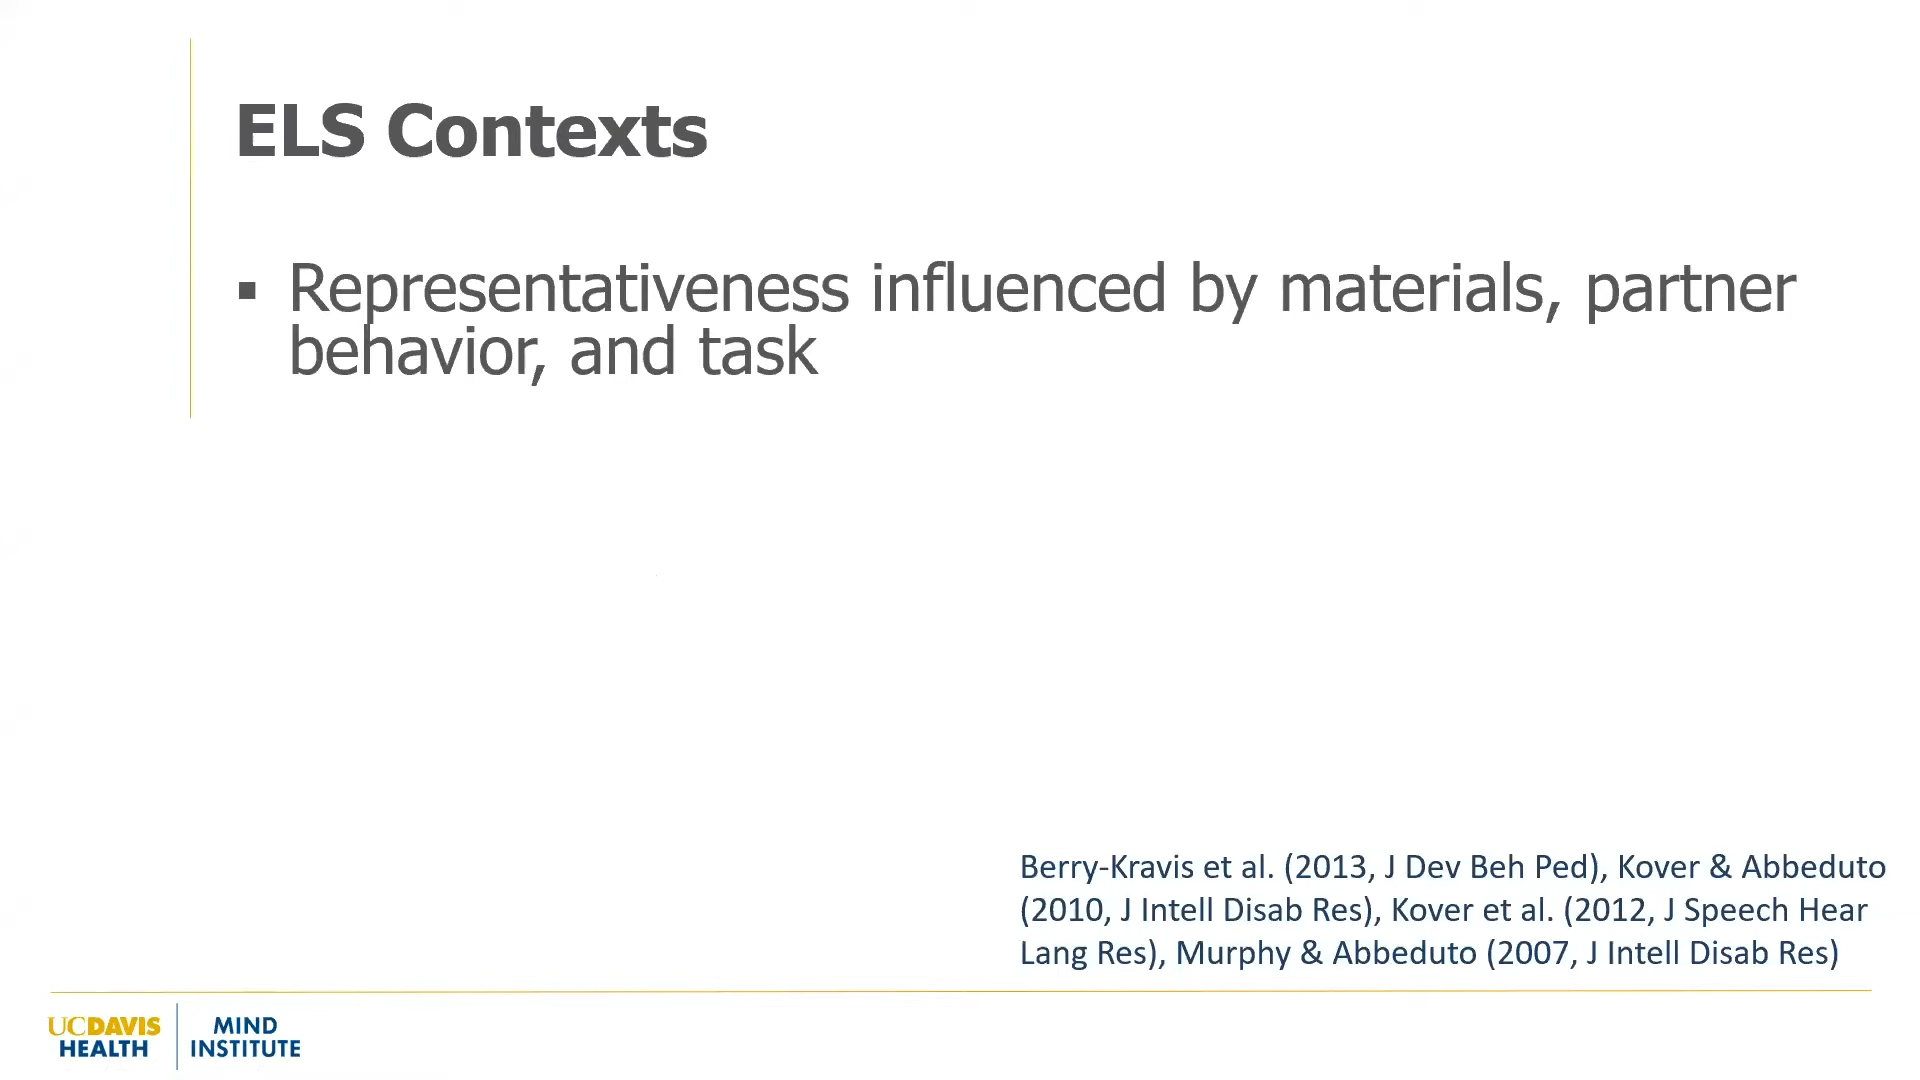 ELS Contexts
▪ Representativeness influenced by materials, partner
behavior, and task
Berry-Kravis et al. (2013, J Dev Beh Ped), Kover & Abbeduto
(2010, J Intell Disab Res), Kover et al. (2012, J Speech Hear
Lang Res), Murphy & Abbeduto (2007, J Intell Disab Res)
UCDAVIS
HEALTH
MIND
INSTITUTE